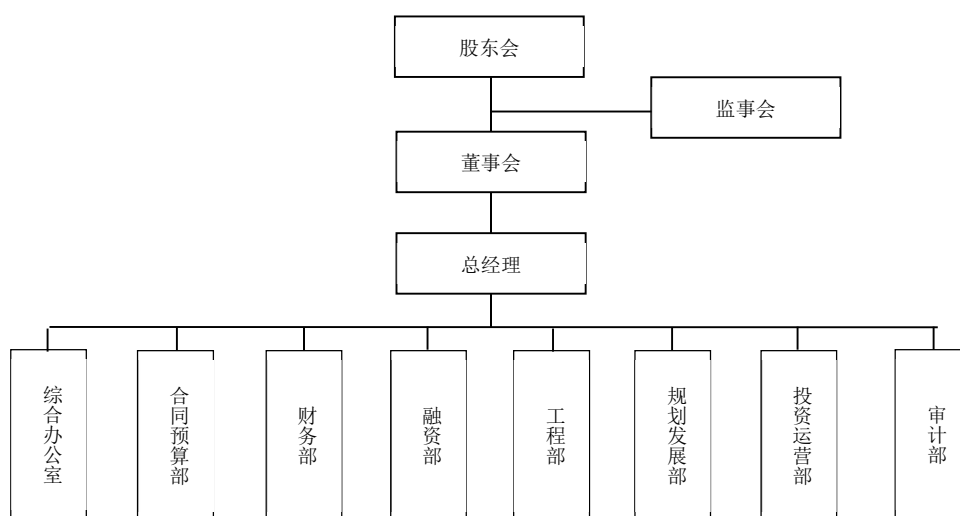 股东会
监事会
董事会
总经理
综合办公室
合同预算部
财务部
融资部
工程部
规划发展部
投资运营部
审计部